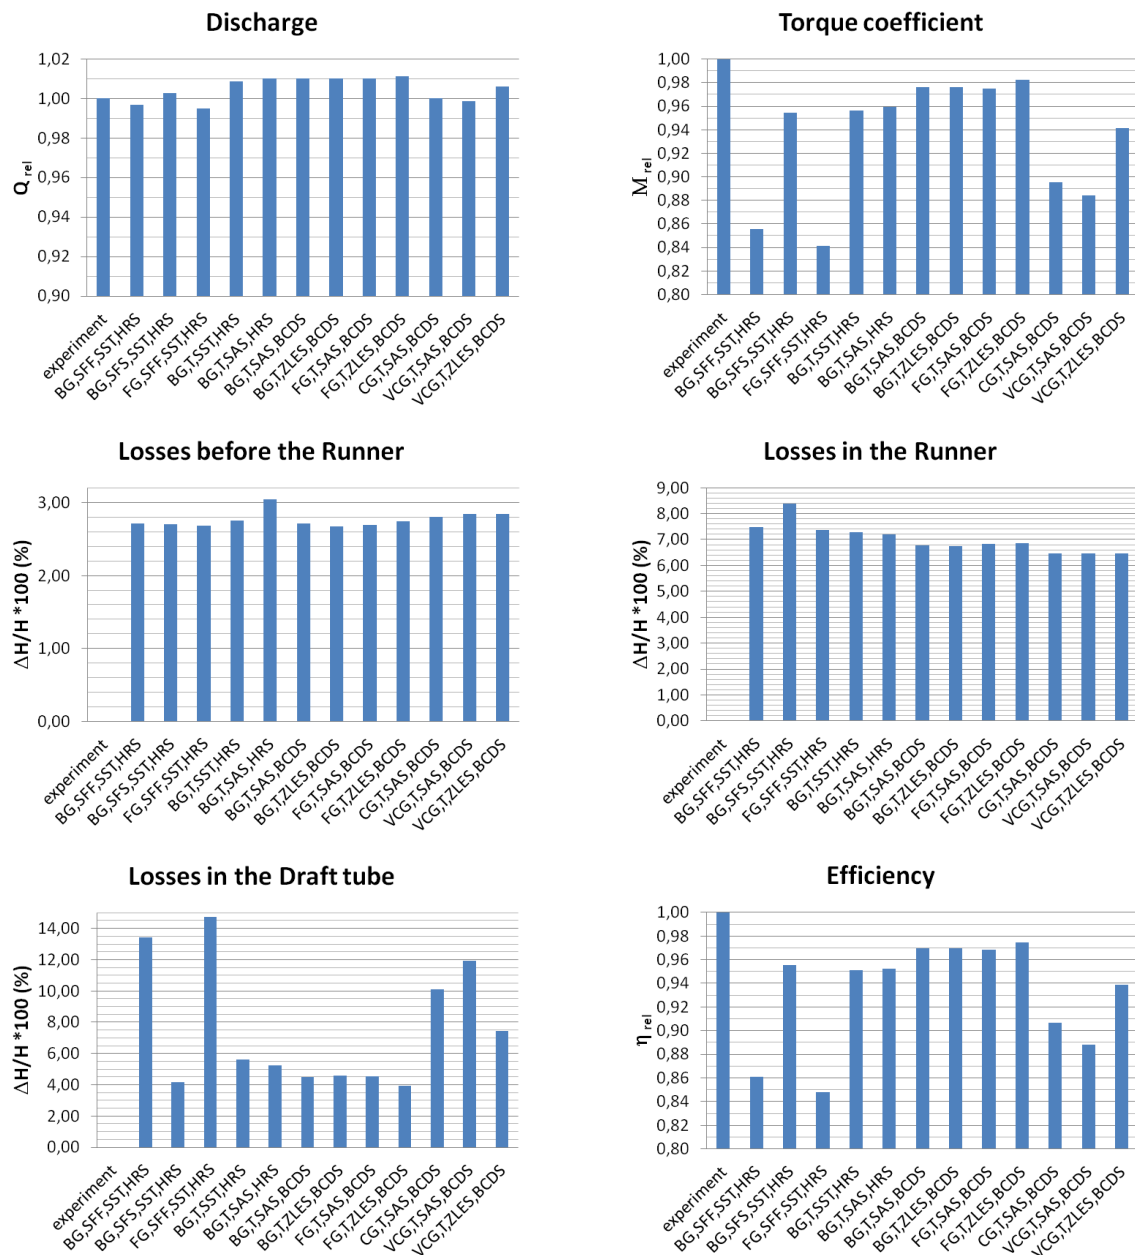 Discharge
1,02
1,00
0,98
0,96
0,94
0,92
0,90
Q rel
experiment
BG,SFF,SST,HRS
BG,SFS,SST,HRS
FG,SFF,SST,HRS
BG,T,SST,HRS
BG,T,SAS,HRS
BG,T,SAS,BCDS
BG,T,ZLES,BCDS
FG,T,SAS,BCDS
FG,T,ZLES,BCDS
CG,T,SAS,BCDS
VCG,T,SAS,BCDS
VCG,T,ZLES,BCDS
Torque coefficient
1,00
0,98
0,96
0,94
0,92
0,90
0,88
0,86
0,84
0,82
0,80
M rel
experiment
BG,SFF,SST,HRS
BG,SFS,SST,HRS
FG,SFF,SST,HRS
BG,T,SST,HRS
BG,T,SAS,HRS
BG,T,SAS,BCDS
BG,T,ZLES,BCDS
FG,T,SAS,BCDS
FG,T,ZLES,BCDS
CG,T,SAS,BCDS
VCG,T,SAS,BCDS
VCG,T,ZLES,BCDS
Losses before the Runner
3,00
2,00
1,00
0,00
ΔH/H *100 (%)
experiment
BG,SFF,SST,HRS
BG,SFS,SST,HRS
FG,SFF,SST,HRS
BG,T,SST,HRS
BG,T,SAS,HRS
BG,T,SAS,BCDS
BG,T,ZLES,BCDS
FG,T,SAS,BCDS
FG,T,ZLES,BCDS
CG,T,SAS,BCDS
VCG,T,SAS,BCDS
VCG,T,ZLES,BCDS
Losses in the Runner
9,00
8,00
7,00
6,00
5,00
4,00
3,00
2,00
1,00
0,00
ΔH/H *100 (%)
experiment
BG,SFF,SST,HRS
BG,SFS,SST,HRS
FG,SFF,SST,HRS
BG,T,SST,HRS
BG,T,SAS,HRS
BG,T,SAS,BCDS
BG,T,ZLES,BCDS
FG,T,SAS,BCDS
FG,T,ZLES,BCDS
CG,T,SAS,BCDS
VCG,T,SAS,BCDS
VCG,T,ZLES,BCDS
Losses in the Draft tube
14,00
12,00
10,00
8,00
6,00
4,00
2,00
0,00
ΔH/H *100 (%)
experiment
BG,SFF,SST,HRS
BG,SFS,SST,HRS
FG,SFF,SST,HRS
BG,T,SST,HRS
BG,T,SAS,HRS
BG,T,SAS,BCDS
BG,T,ZLES,BCDS
FG,T,SAS,BCDS
FG,T,ZLES,BCDS
CG,T,SAS,BCDS
VCG,T,SAS,BCDS
VCG,T,ZLES,BCDS
Efficiency
1,00
0,98
0,96
0,94
0,92
0,90
0,88
0,86
0,84
0,82
0,80
η rel
experiment
BG,SFF,SST,HRS
BG,SFS,SST,HRS
FG,SFF,SST,HRS
BG,T,SST,HRS
BG,T,SAS,HRS
BG,T,SAS,BCDS
BG,T,ZLES,BCDS
FG,T,SAS,BCDS
FG,T,ZLES,BCDS
CG,T,SAS,BCDS
VCG,T,SAS,BCDS
VCG,T,ZLES,BCDS